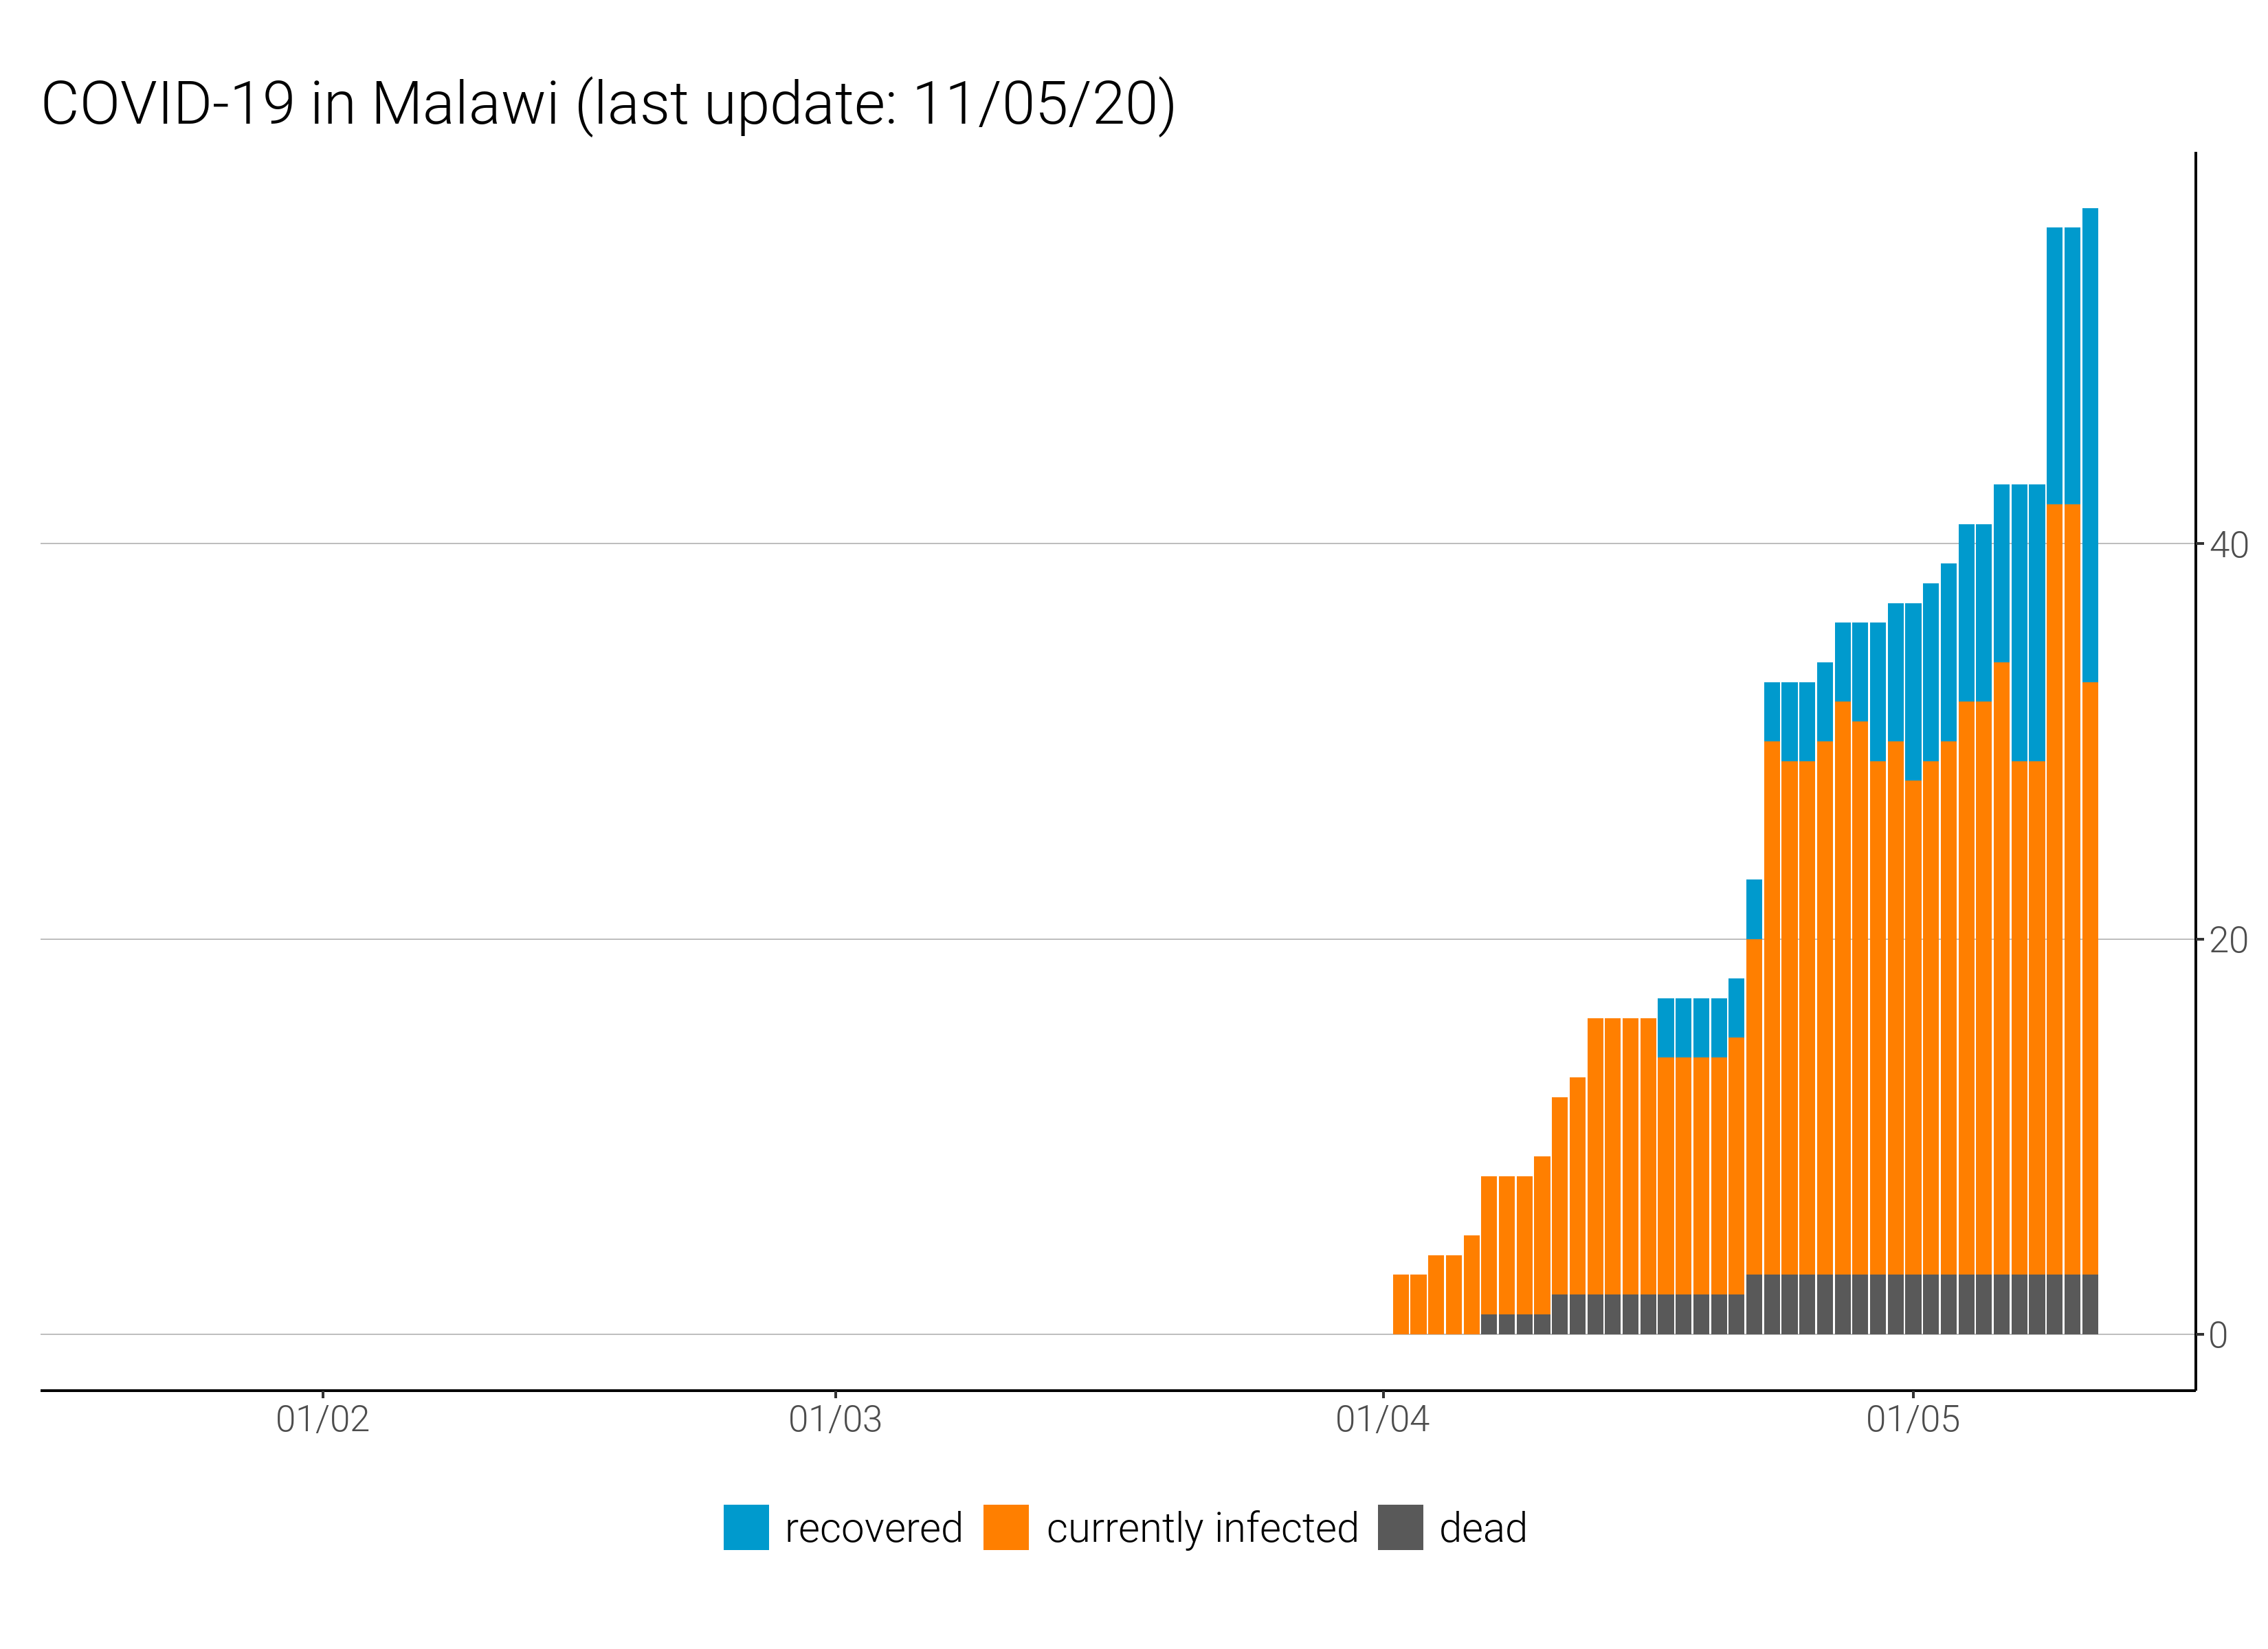 COVID-19 in Malawi (last update: 11/05/20)
40
20
0
01/02 01/03 01/04 01/05
recovered currently infected dead